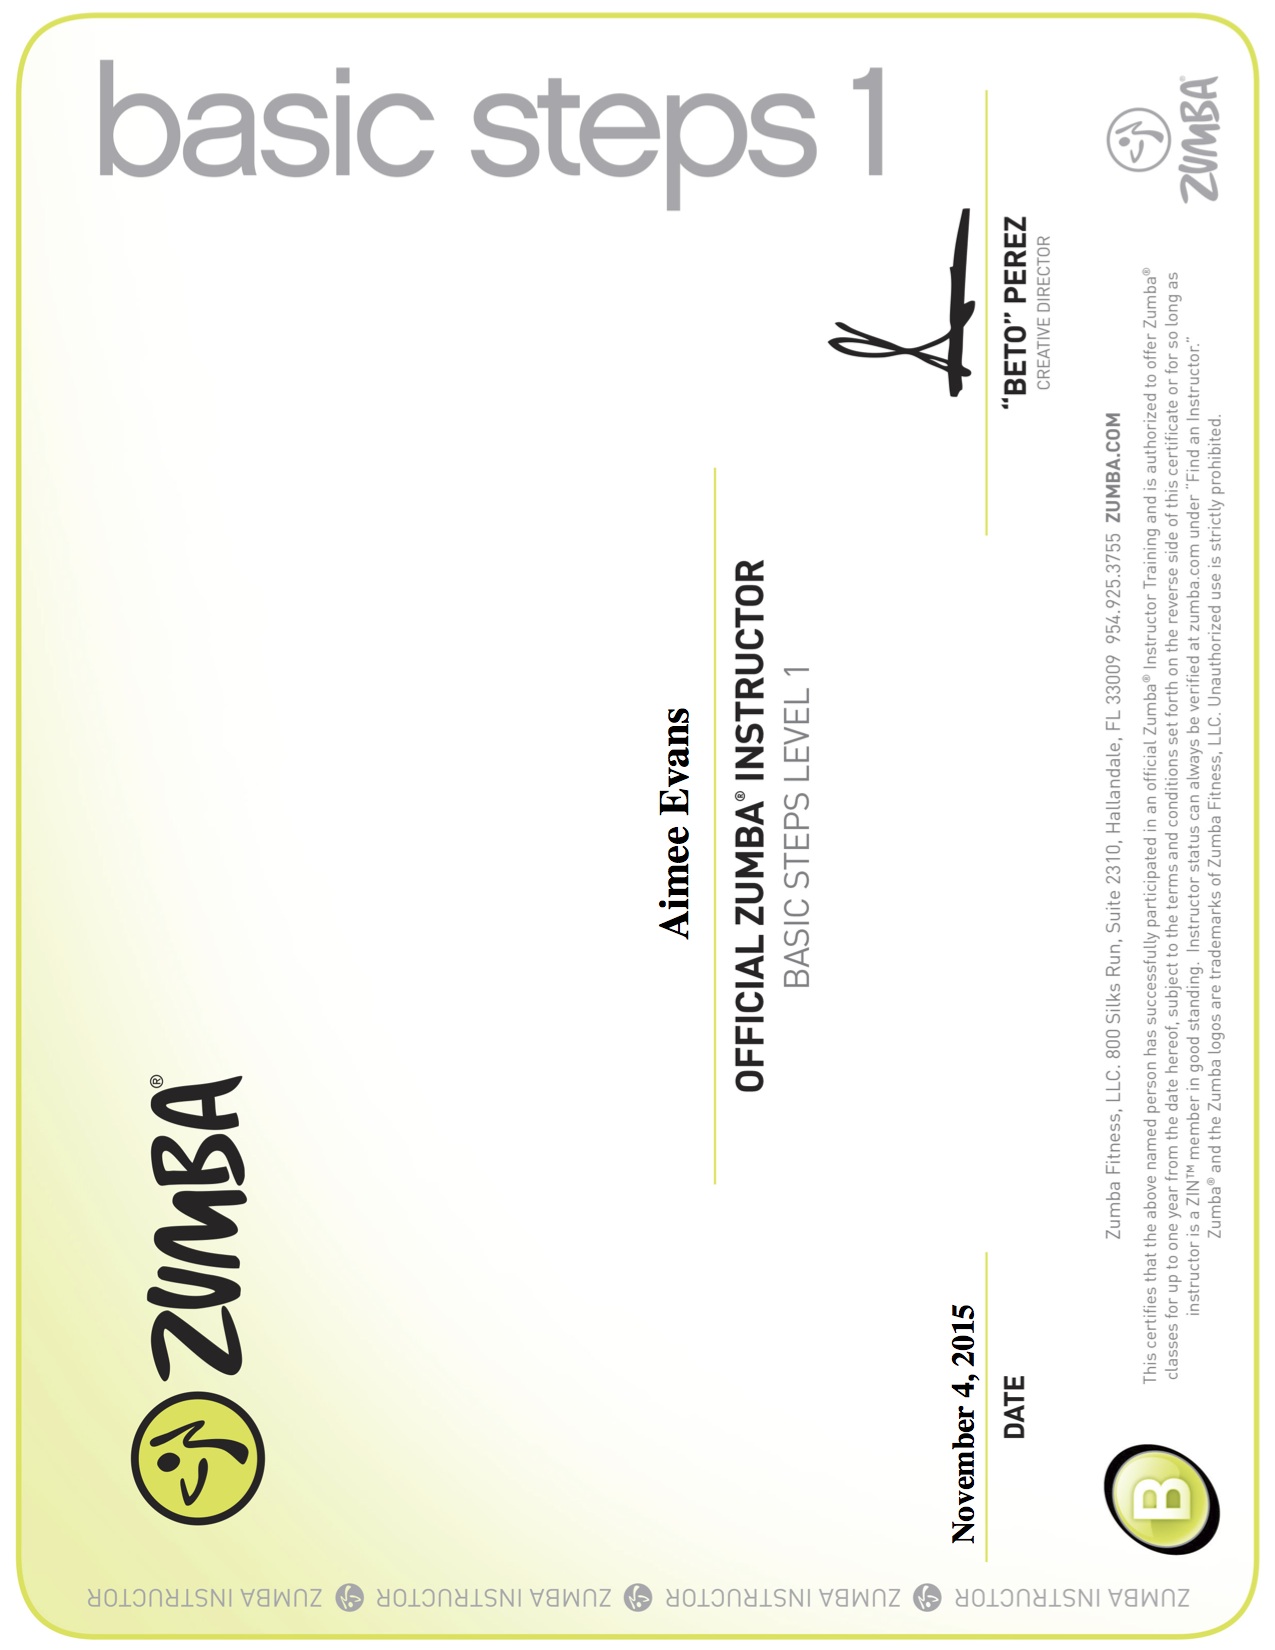 basic steps 1
ZUMBA®
Aimee Evans
OFFICIAL ZUMBA® INSTRUCTOR
BASIC STEPS LEVEL 1
November 4, 2015
DATE
“BETO” PEREZ
CREATIVE DIRECTOR
Zumba Fitness, LLC. 800 Silks Run, Suite 2310, Hallandale, FL 33009 954.925.3755 ZUMBA.COM
This certifies that the above named person has successfully participated in an official Zumba® Instructor Training and is authorized to offer Zumba®
classes for up to one year from the date hereof, subject to the terms and conditions set forth on the reverse side of this certificate or for so long as
instructor is a ZIN™ member in good standing. Instructor status can always be verified at zumba.com under “Find an Instructor.”
Zumba® and the Zumba logos are trademarks of Zumba Fitness, LLC. Unauthorized use is strictly prohibited.
B
ZUMBA®
ZUMBA INSTRUCTOR ZUMBA INSTRUCTOR ZUMBA INSTRUCTOR ZUMBA INSTRUCTOR